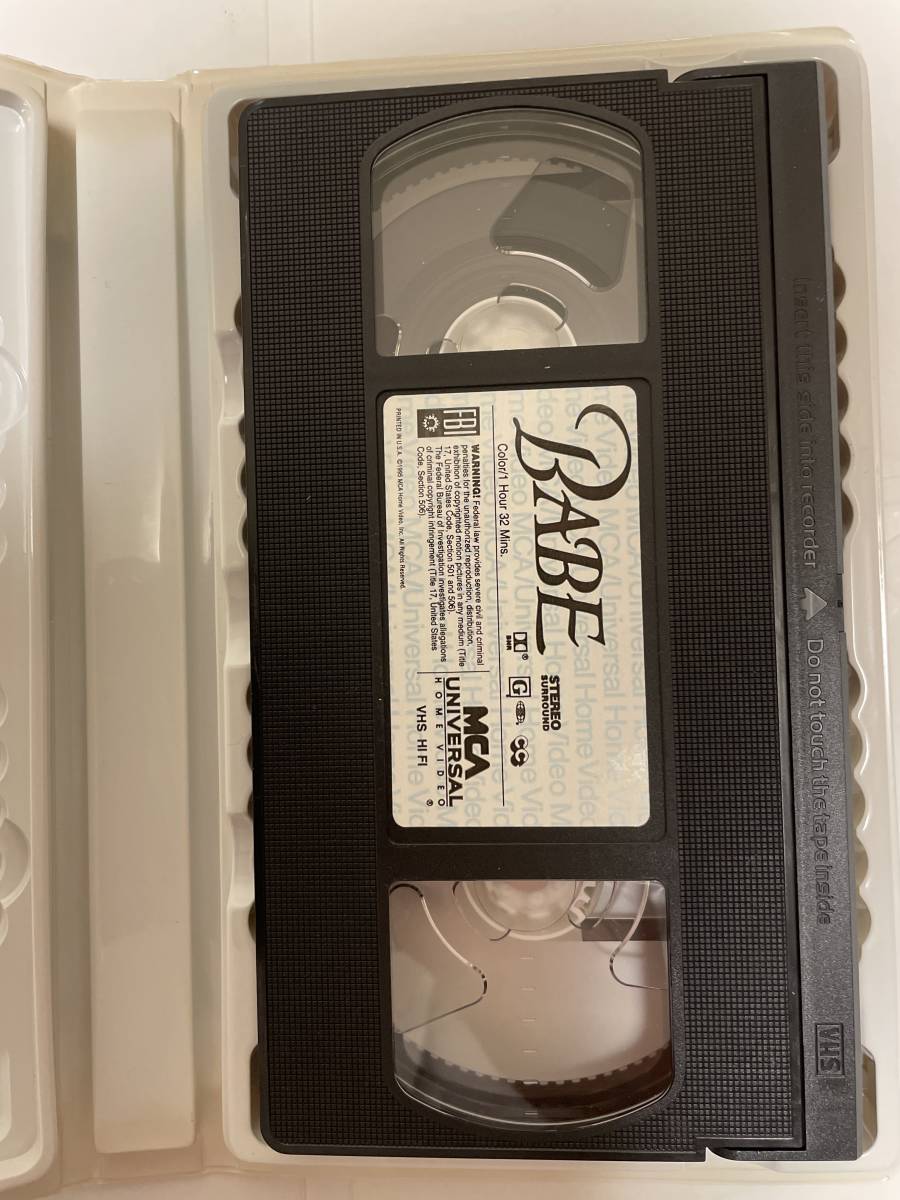 BABE
Color/1 Hour 32 Mins.
DNR
STEREO
SURROUND
G
CC
FBI
WARNING! Federal law provides severe civil and criminal
penalties for the unauthorized reproduction, distribution,
exhibition of copyrighted motion pictures in any medium (Title
17, United States Code, Section 501 and 506).
The Federal Bureau of Investigation investigates allegations
of criminal copyright infringement (Title 17, United States
Code, Section 506).
PRINTED IN U.S.A. ©1995 MCA Home Video, Inc. All Rights Reserved.
MCA
UNIVERSAL
HOME VIDEO
®
VHS HI FI
Insert this side into recorder
Do not touch the tape inside
VHS